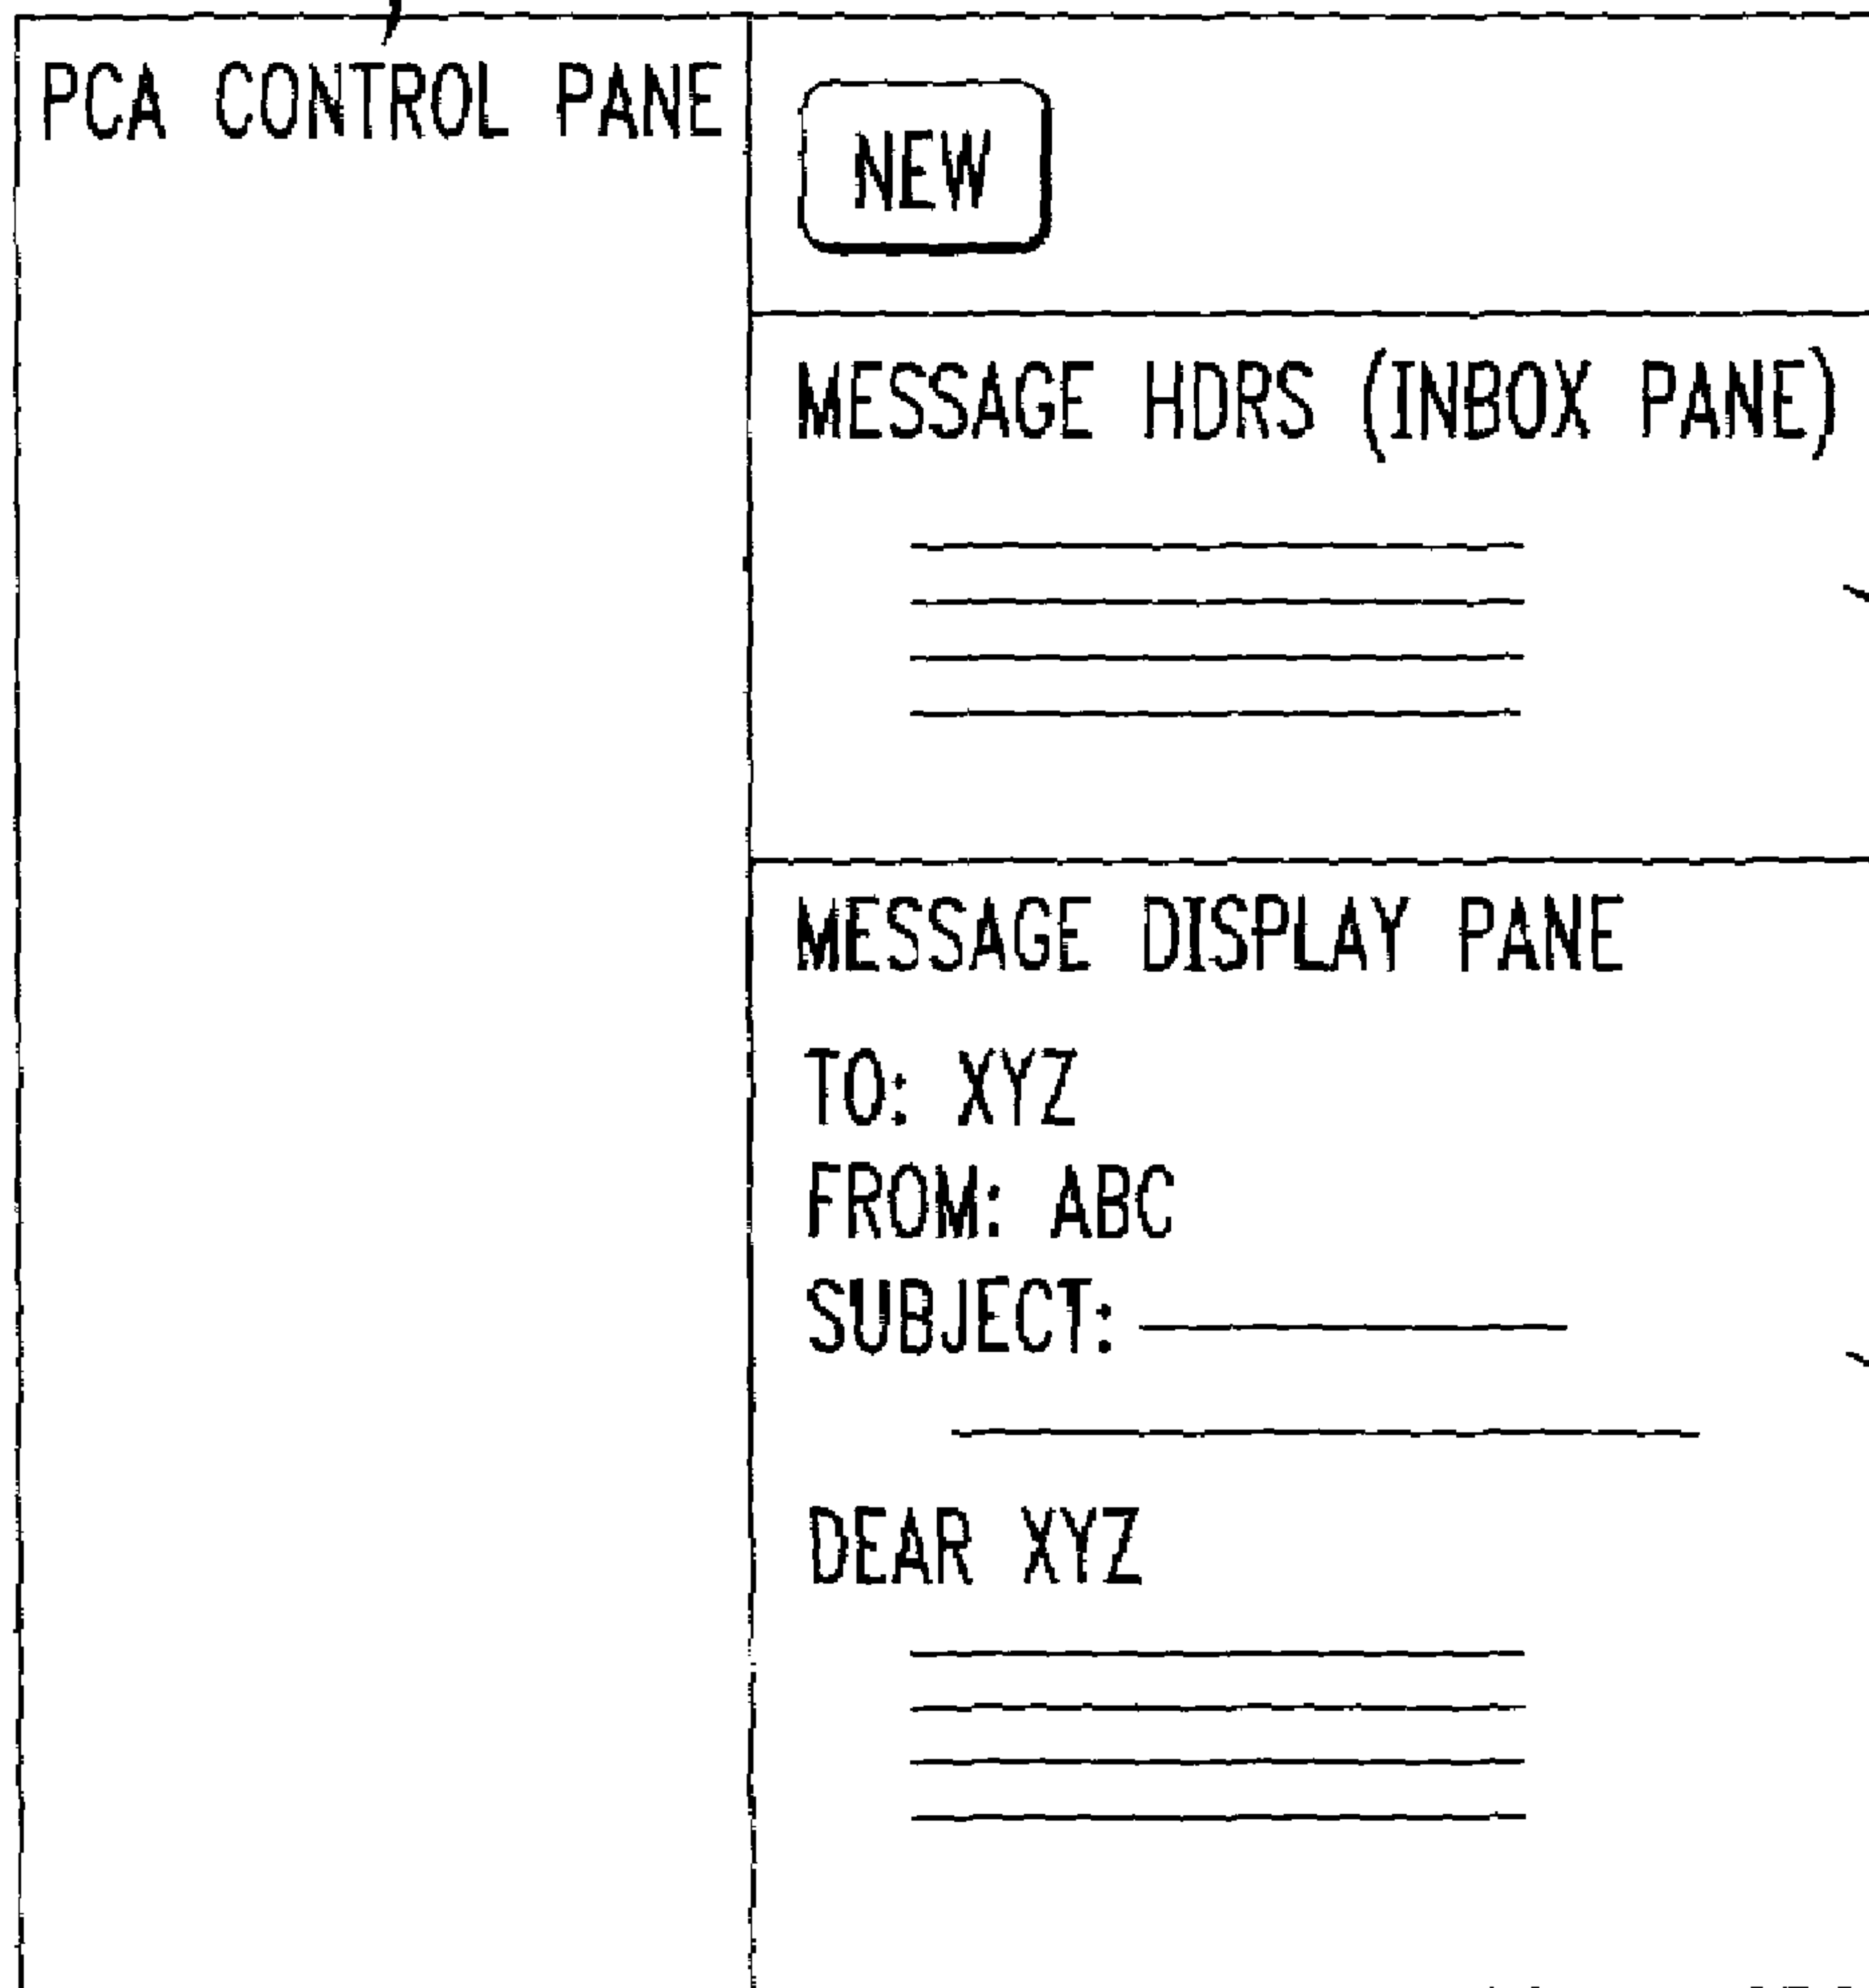 PCA CONTROL PANE
NEW
MESSAGE HDRS (INBOX PANE)
MESSAGE DISPLAY PANE
TO: XYZ
FROM: ABC
SUBJECT:
DEAR XYZ